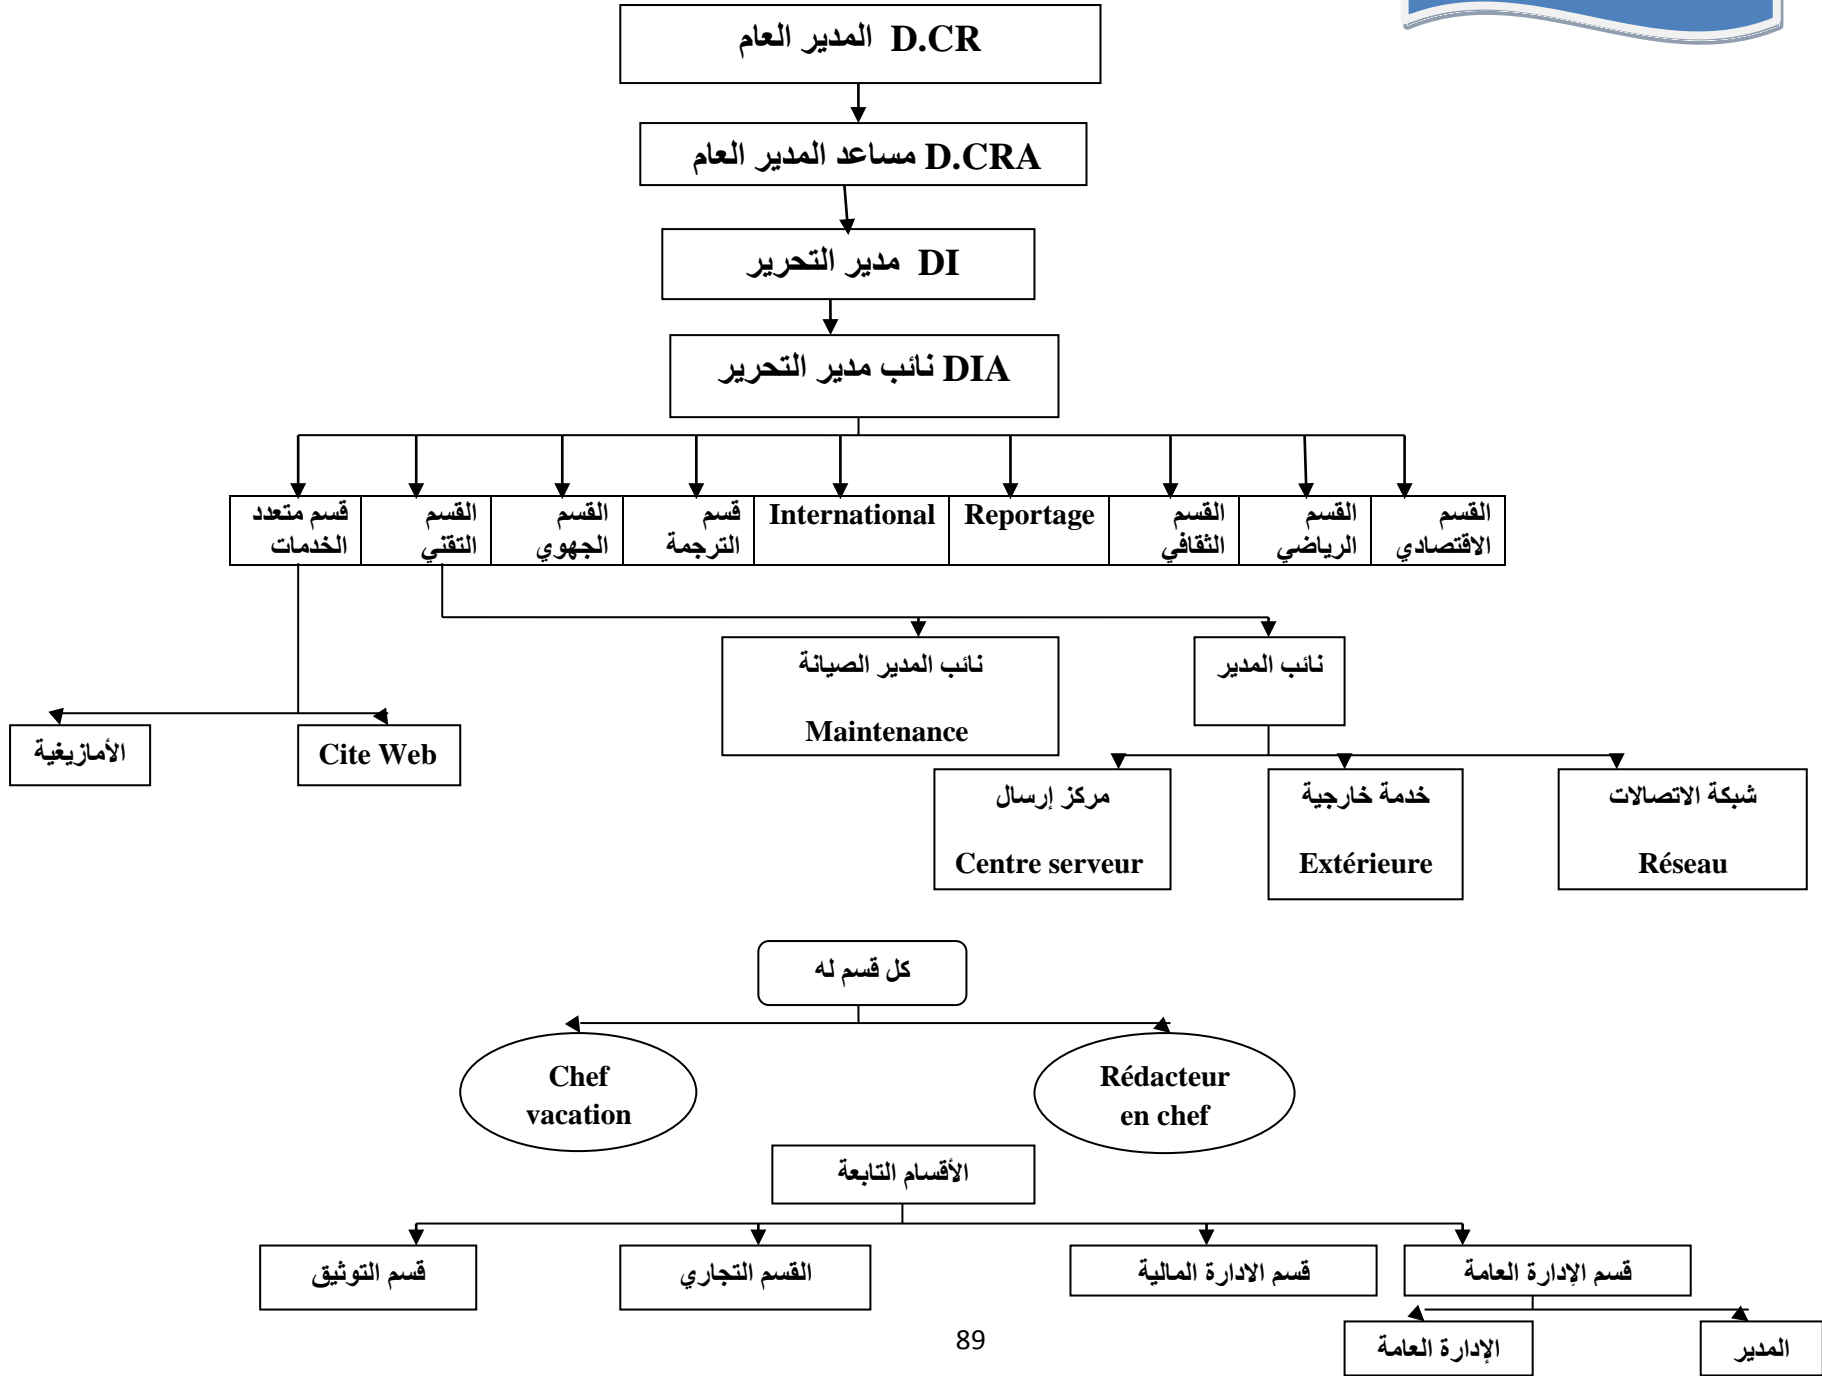 D.CR المدير العام
D.CRA مساعد المدير العام
DI مدير التحرير
DIA نائب مدير التحرير
القسم
الاقتصادي
القسم
الرياضي
القسم
الثقافي
Reportage
International
قسم
الترجمة
القسم
الجهوي
القسم
التقني
قسم متعدد
الخدمات
نائب المدير
نائب المدير الصيانة
Maintenance
Cite Web
الأمازيغية
شبكة الاتصالات
Réseau
خدمة خارجية
Extérieure
مركز إرسال
Centre serveur
كل قسم له
Rédacteur
en chef
Chef
vacation
الأقسام التابعة
قسم الإدارة العامة
قسم الادارة المالية
القسم التجاري
قسم التوثيق
المدير
الإدارة العامة
89